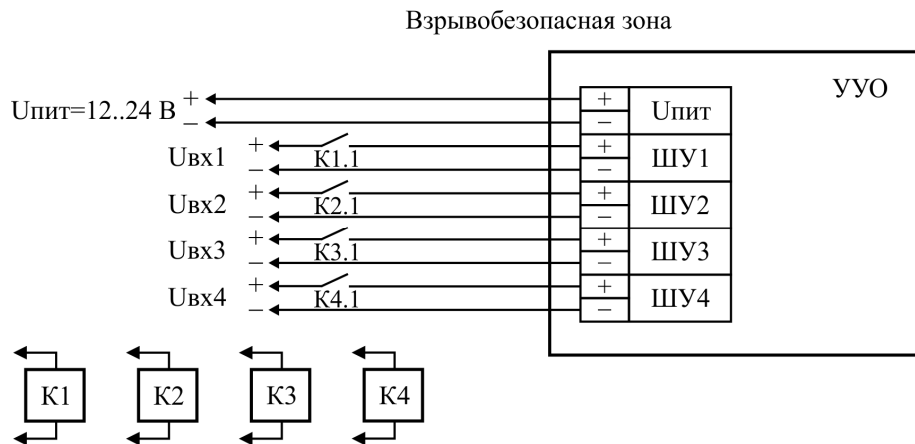 Взрывобезопасная зона
УУО
Uпит=12..24 В + − + − Uпит
Uвх1 + − К1.1 + − ШУ1
Uвх2 + − К2.1 + − ШУ2
Uвх3 + − К3.1 + − ШУ3
Uвх4 + − К4.1 + − ШУ4
К1 К2 К3 К4